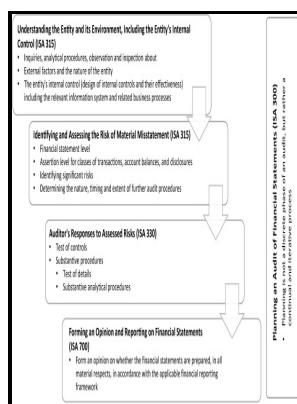 Understanding the Entity and its Environment, Including the Entity's Internal
Control (ISA 315)
• Inquiries, analytical procedures, observation and inspection about
• External factors and the nature of the entity
• The entity's internal control (design of internal controls and their effectiveness)
including the relevant information system and related business processes
Identifying and Assessing the Risk of Material Misstatement (ISA 315)
• Financial statement level
• Assertion level for classes of transactions, account balances, and disclosures
• Identifying significant risks
• Determining the nature, timing and extent of further audit procedures
Auditor's Responses to Assessed Risks (ISA 330)
• Test of controls
• Substantive procedures
• Test of details
• Substantive analytical procedures
Forming an Opinion and Reporting on Financial Statements
(ISA 700)
• Form an opinion on whether the financial statements are prepared, in all
material respects, in accordance with the applicable financial reporting
framework
Planning an Audit of Financial Statements (ISA 300)
• Planning is not a discrete phase of an audit, but rather a
continual and iterative process